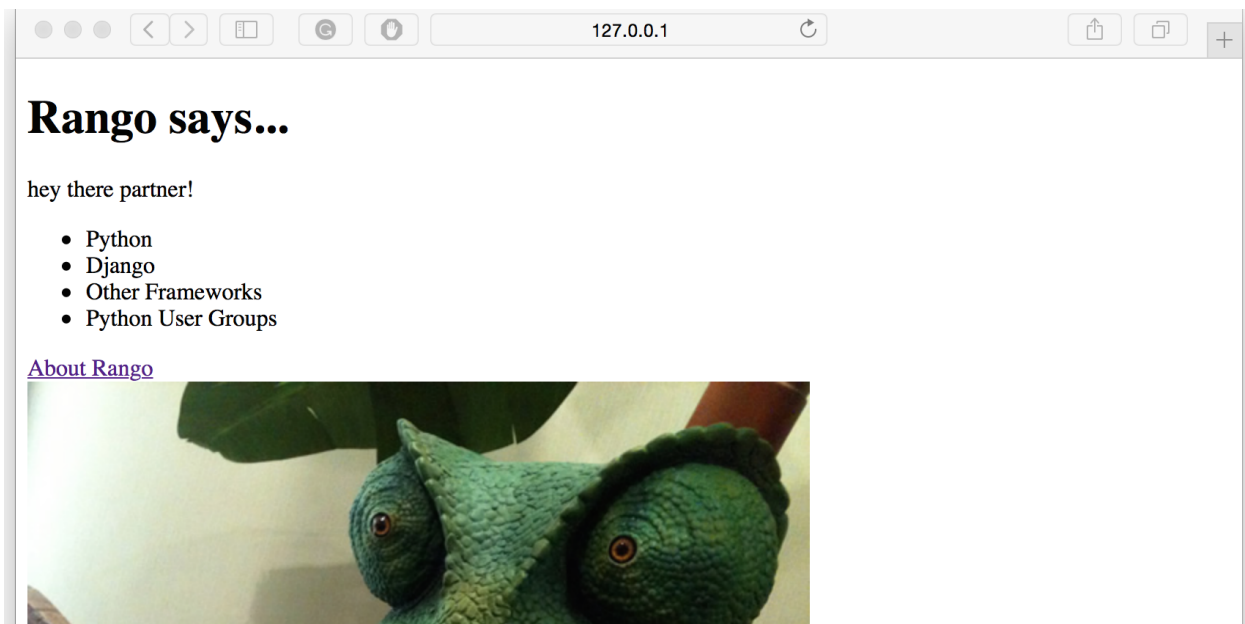 127.0.0.1
Rango says...
hey there partner!
Python
Django
Other Frameworks
Python User Groups
About Rango